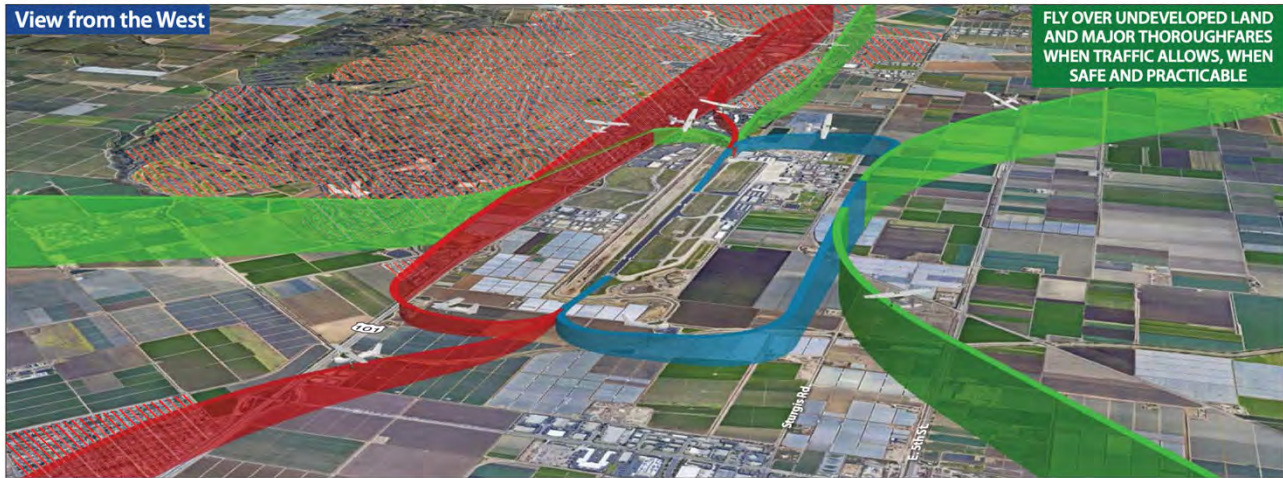 View from the West
FLY OVER UNDEVELOPED LAND
AND MAJOR THOROUGHFARES
WHEN TRAFFIC ALLOWS, WHEN
SAFE AND PRACTICABLE
101
Sturgis Rd.
E. 5th St.